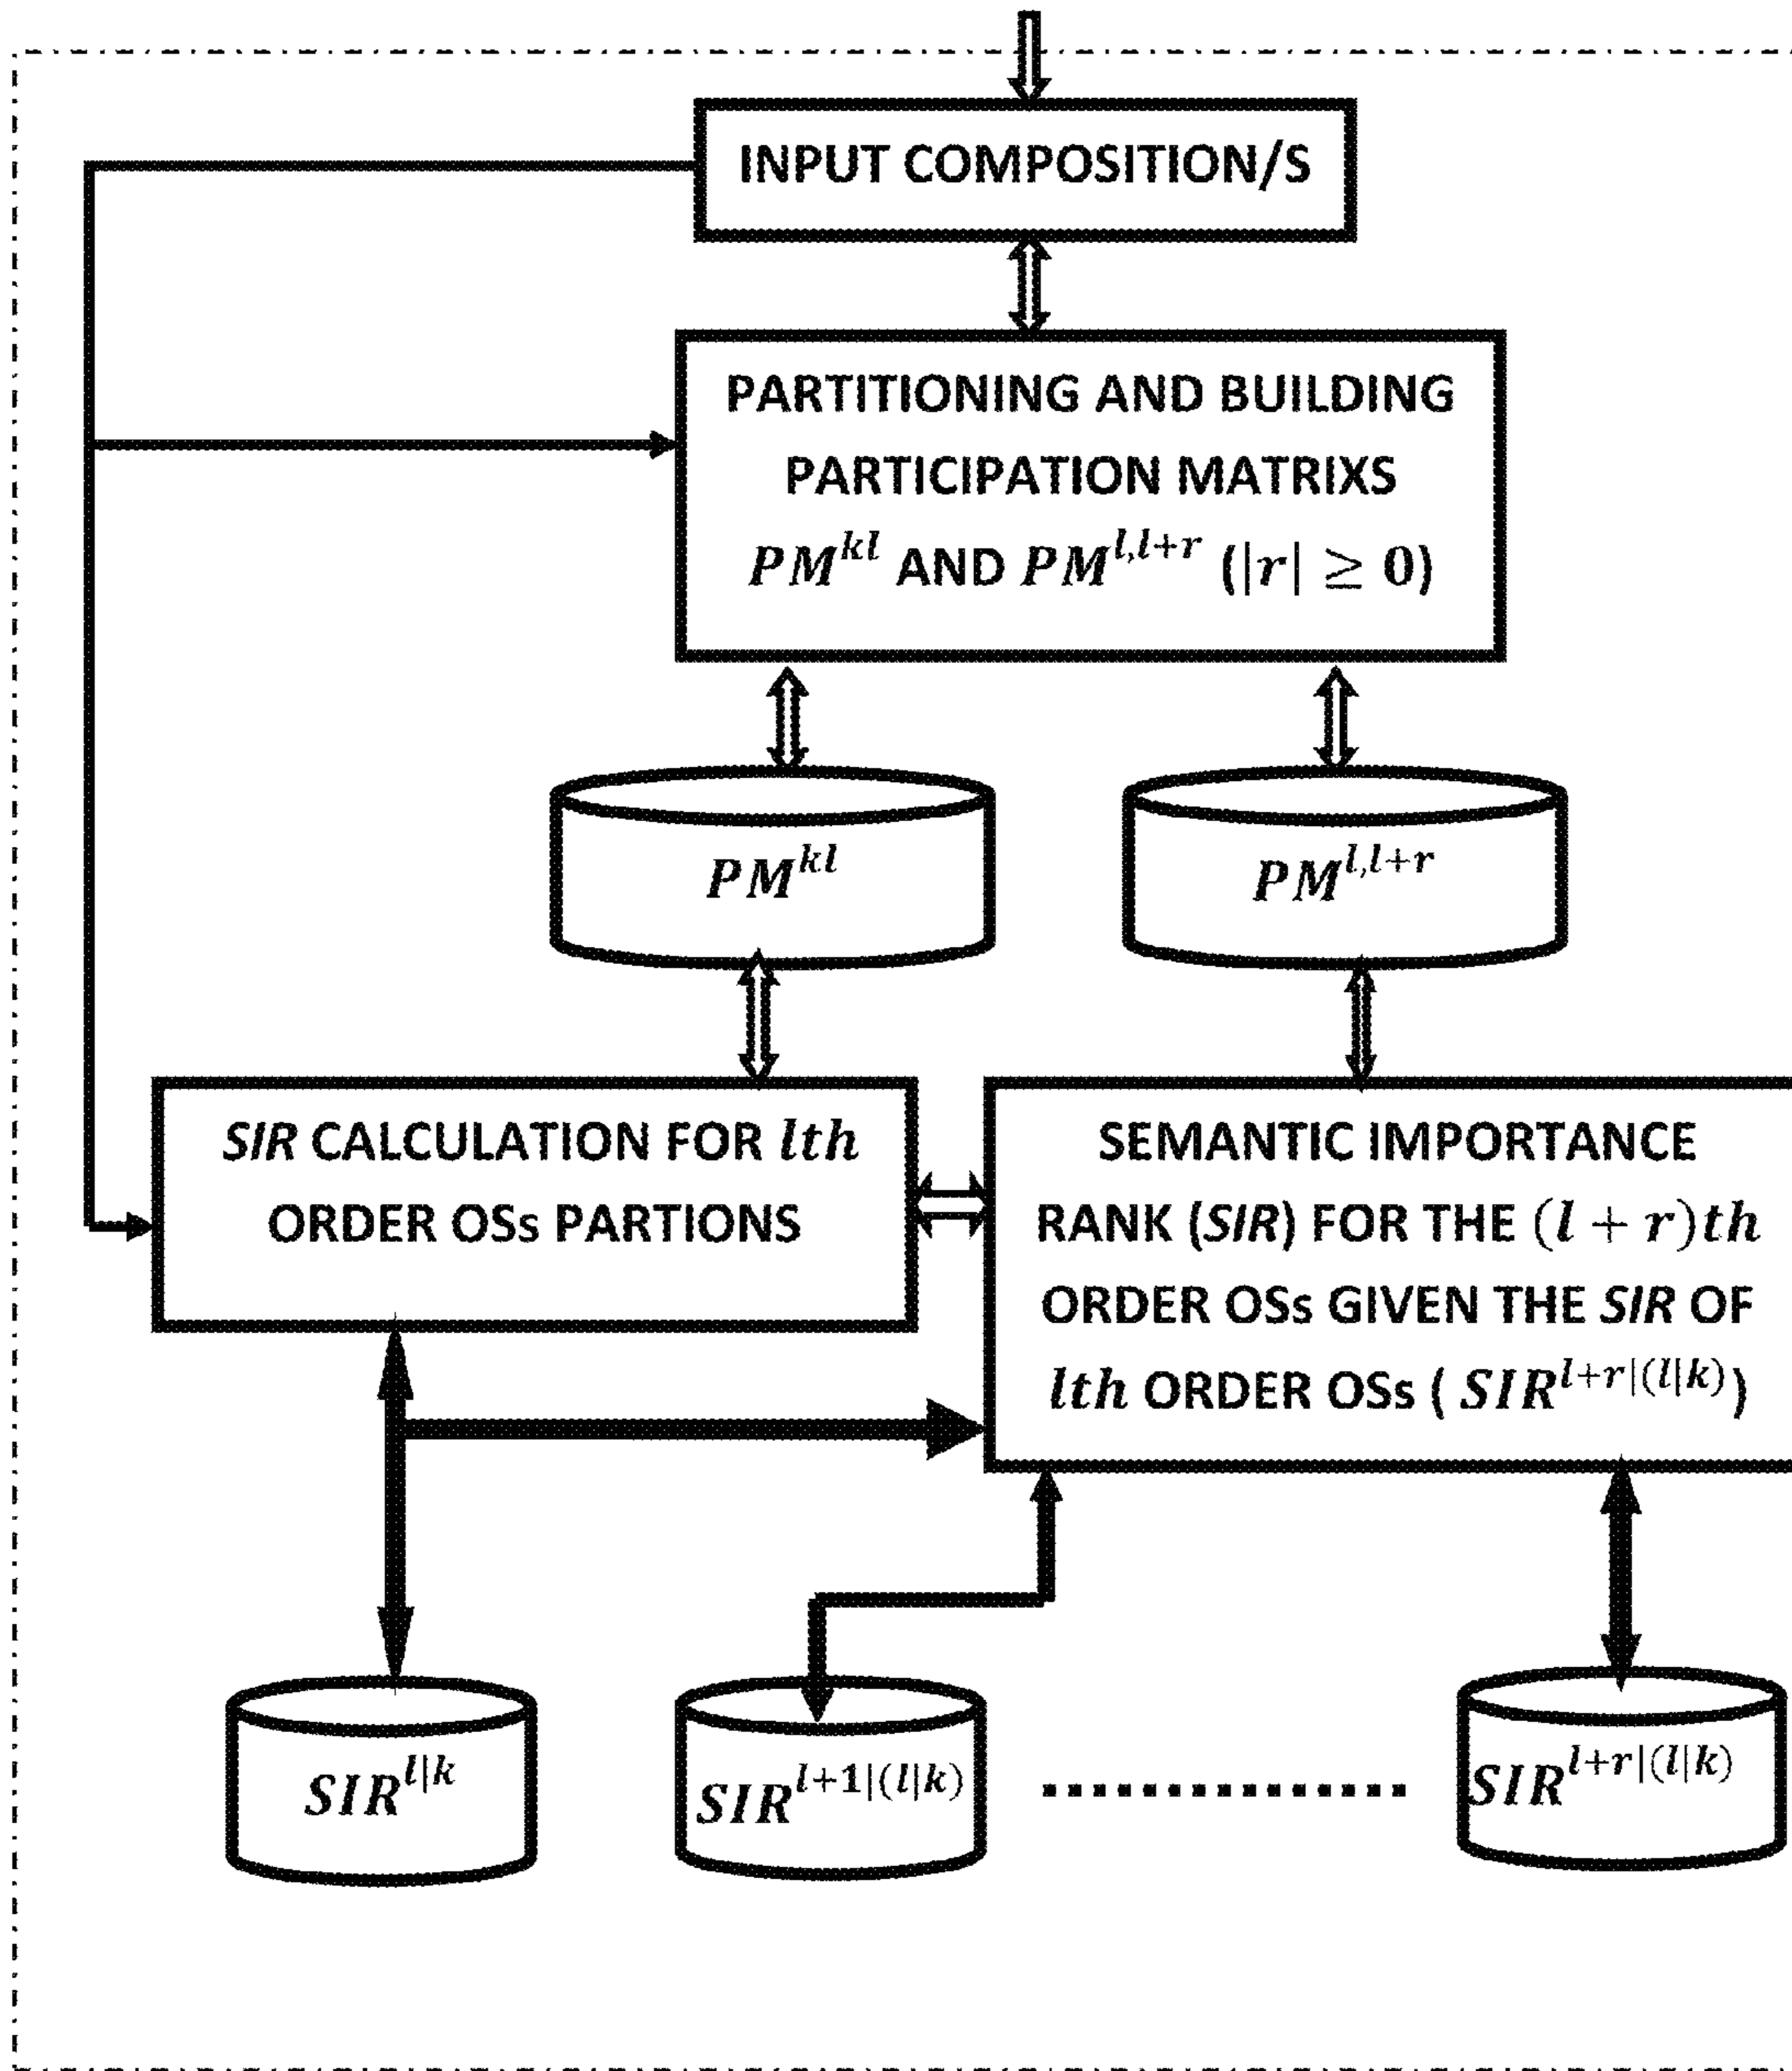 INPUT COMPOSITION/S
PARTITIONING AND BUILDING
PARTICIPATION MATRIXS
PM^{kl} AND PM^{l,l+r} (|r| ≥ 0)
PM^{kl}
PM^{l,l+r}
SIR CALCULATION FOR lth
ORDER OSs PARTIONS
SEMANTIC IMPORTANCE
RANK (SIR) FOR THE (l + r)th
ORDER OSs GIVEN THE SIR OF
lth ORDER OSs ( SIR^{l+r|(l|k)})
SIR^{l|k}
SIR^{l+1|(l|k)}
SIR^{l+r|(l|k)}